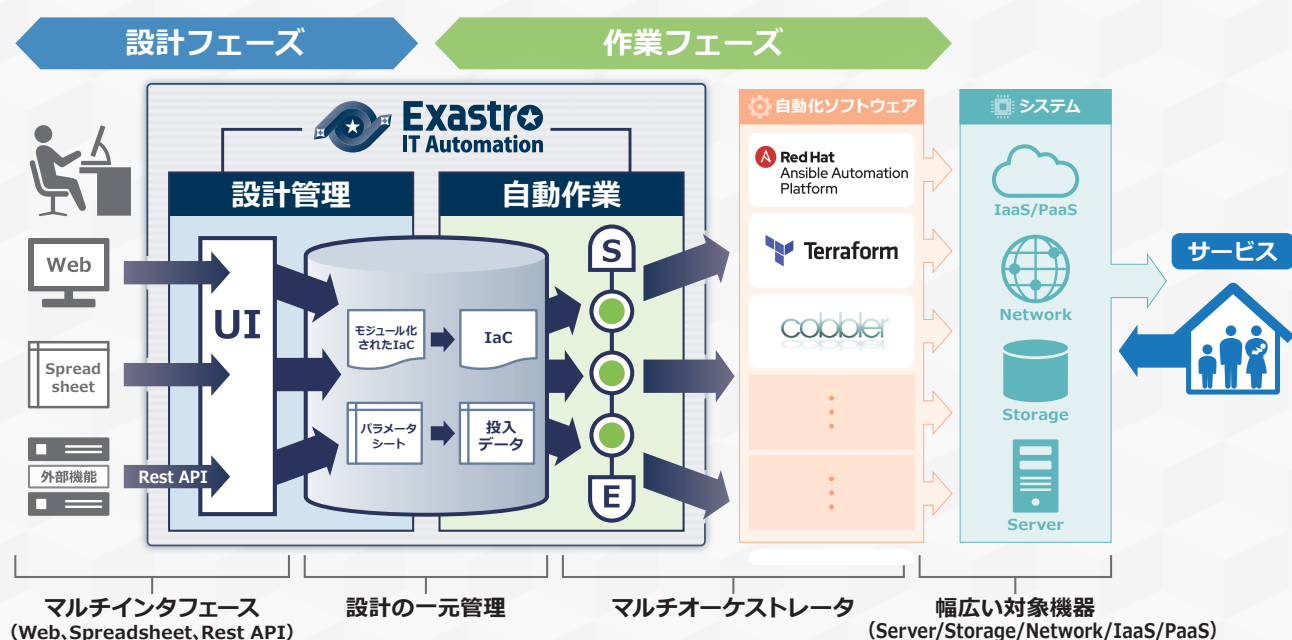 設計フェーズ
作業フェーズ
Exastro
IT Automation
設計管理
自動作業
自動化ソフトウェア
システム
Web
Spread
sheet
外部機能
Rest API
UI
モジュール化
されたIaC
IaC
パラメータ
シート
投入
データ
S
E
Red Hat
Ansible Automation
Platform
Terraform
cobbler
IaaS/PaaS
Network
Storage
Server
サービス
マルチインタフェース
(Web、Spreadsheet、Rest API)
設計の一元管理
マルチオーケストレータ
幅広い対象機器
(Server/Storage/Network/IaaS/PaaS)